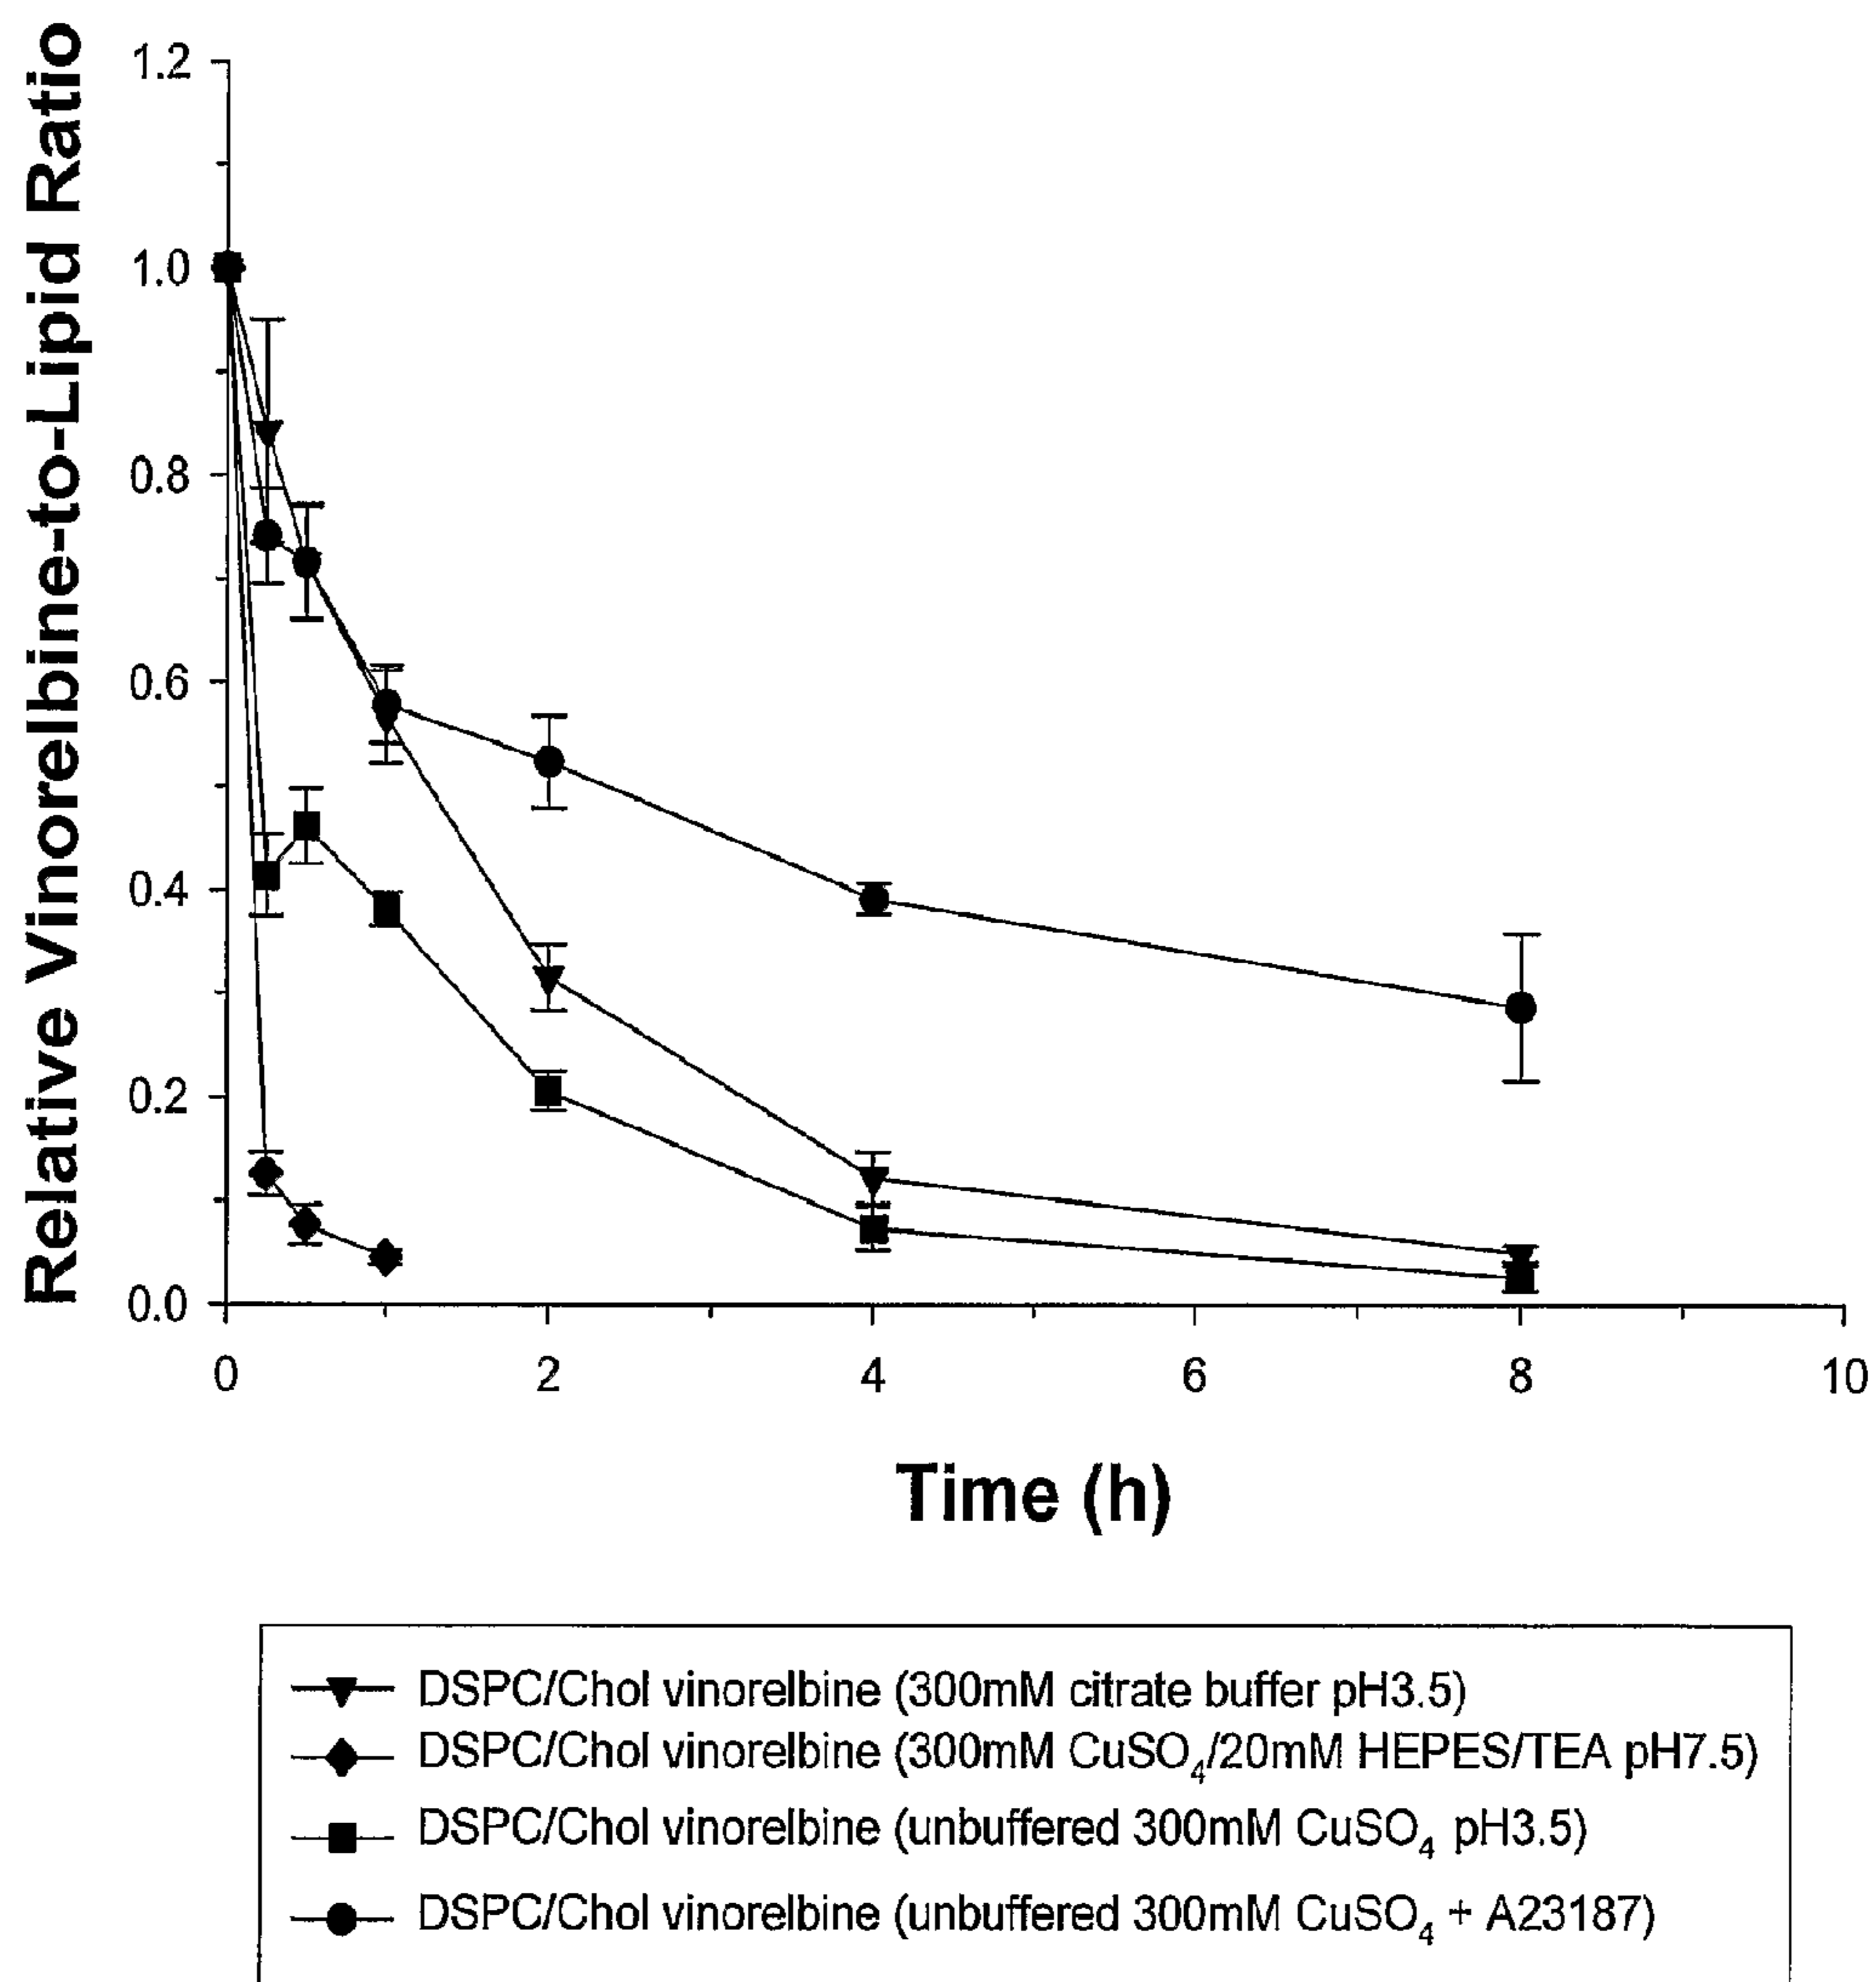 Relative Vinorelbine-to-Lipid Ratio
1.2
1.0
0.8
0.6
0.4
0.2
0.0
0 2 4 6 8 10
Time (h)
DSPC/Chol vinorelbine (300mM citrate buffer pH3.5)
DSPC/Chol vinorelbine (300mM CuSO₄/20mM HEPES/TEA pH7.5)
DSPC/Chol vinorelbine (unbuffered 300mM CuSO₄ pH3.5)
DSPC/Chol vinorelbine (unbuffered 300mM CuSO₄ + A23187)